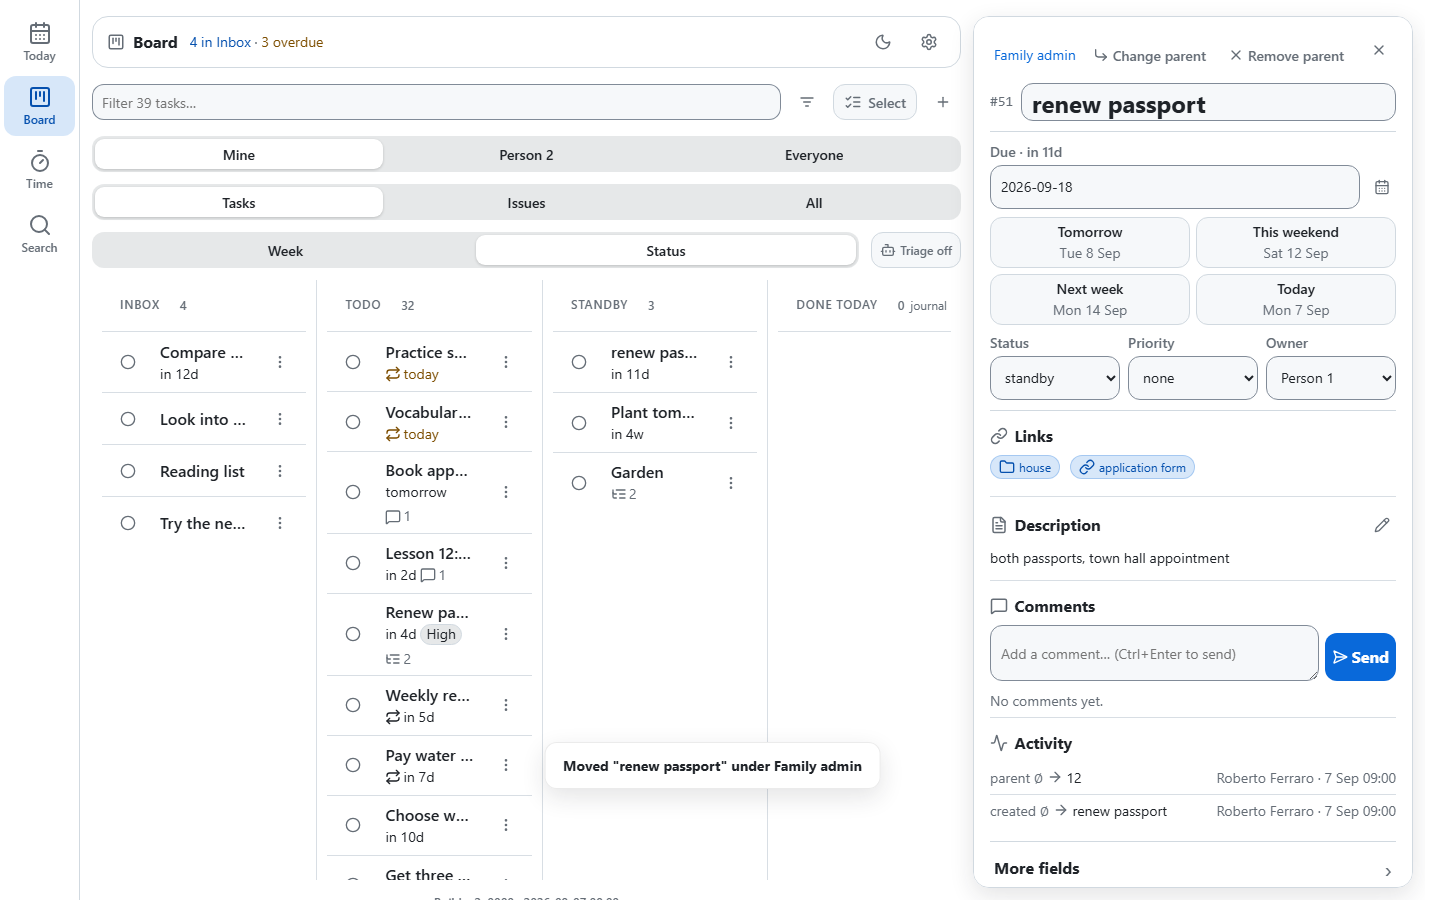 Today
Board
Time
Search
Board 4 in Inbox · 3 overdue
Filter 39 tasks...
Select
Mine Person 2 Everyone
Tasks Issues All
Week Status
Triage off
INBOX 4
Compare ...
in 12d
Look into ...
Reading list
Try the ne...
TODO 32
Practice s...
today
Vocabular...
today
Book app...
tomorrow
1
Lesson 12:...
in 2d 1
Renew pa...
in 4d High
2
Weekly re...
in 5d
Pay water ...
in 7d
Choose w...
in 10d
Get three ...
STANDBY 3
renew pas...
in 11d
Plant tom...
in 4w
Garden
2
DONE TODAY 0 journal
Moved "renew passport" under Family admin
Family admin Change parent Remove parent
#51 renew passport
Due · in 11d
2026-09-18
Tomorrow
Tue 8 Sep
This weekend
Sat 12 Sep
Next week
Mon 14 Sep
Today
Mon 7 Sep
Status Priority Owner
standby none Person 1
Links
house application form
Description
both passports, town hall appointment
Comments
Add a comment... (Ctrl+Enter to send)
Send
No comments yet.
Activity
parent ∅ → 12 Roberto Ferraro · 7 Sep 09:00
created ∅ → renew passport Roberto Ferraro · 7 Sep 09:00
More fields